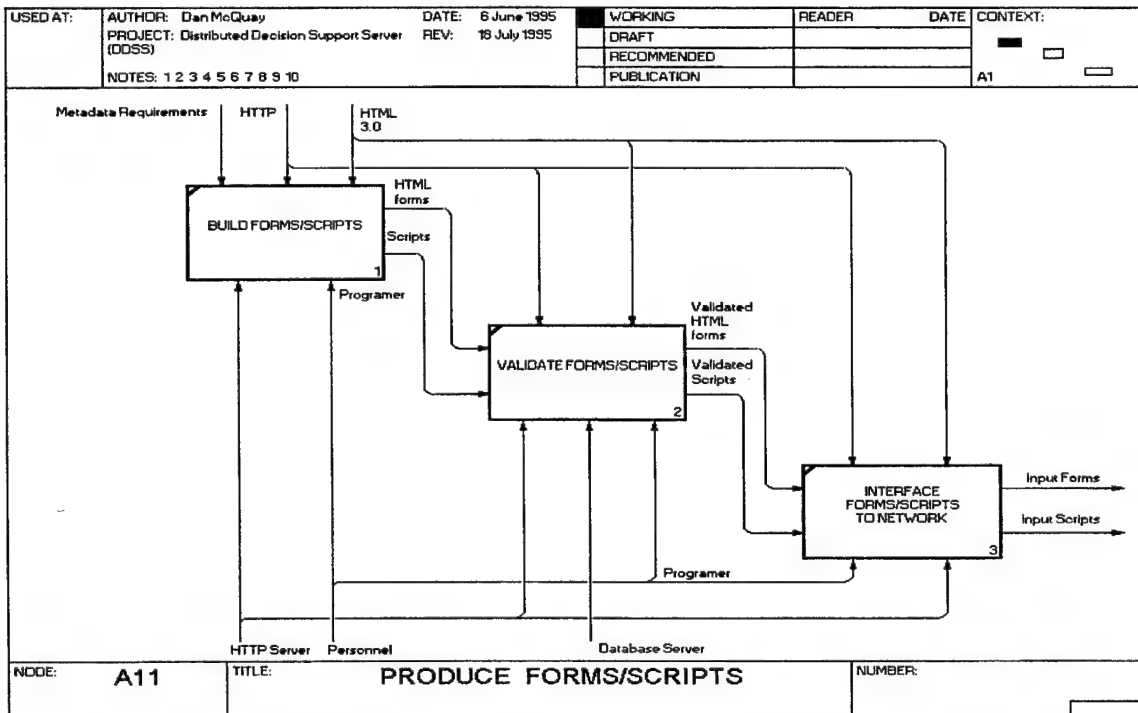 USED AT:
AUTHOR: Dan McQuay
DATE: 6 June 1995
PROJECT: Distributed Decision Support Server
(DDSS)
REV: 18 July 1995
NOTES: 1 2 3 4 5 6 7 8 9 10
WORKING
DRAFT
RECOMMENDED
PUBLICATION
READER DATE
CONTEXT:
A1
Metadata Requirements
HTTP
HTML
3.0
BUILD FORMS/SCRIPTS
1
HTML
forms
Scripts
Programer
VALIDATE FORMS/SCRIPTS
2
Validated
HTML
forms
Validated
Scripts
INTERFACE
FORMS/SCRIPTS
TO NETWORK
3
Input Forms
Input Scripts
Programer
HTTP Server
Personnel
Database Server
NODE:
A11
TITLE:
PRODUCE FORMS/SCRIPTS
NUMBER: